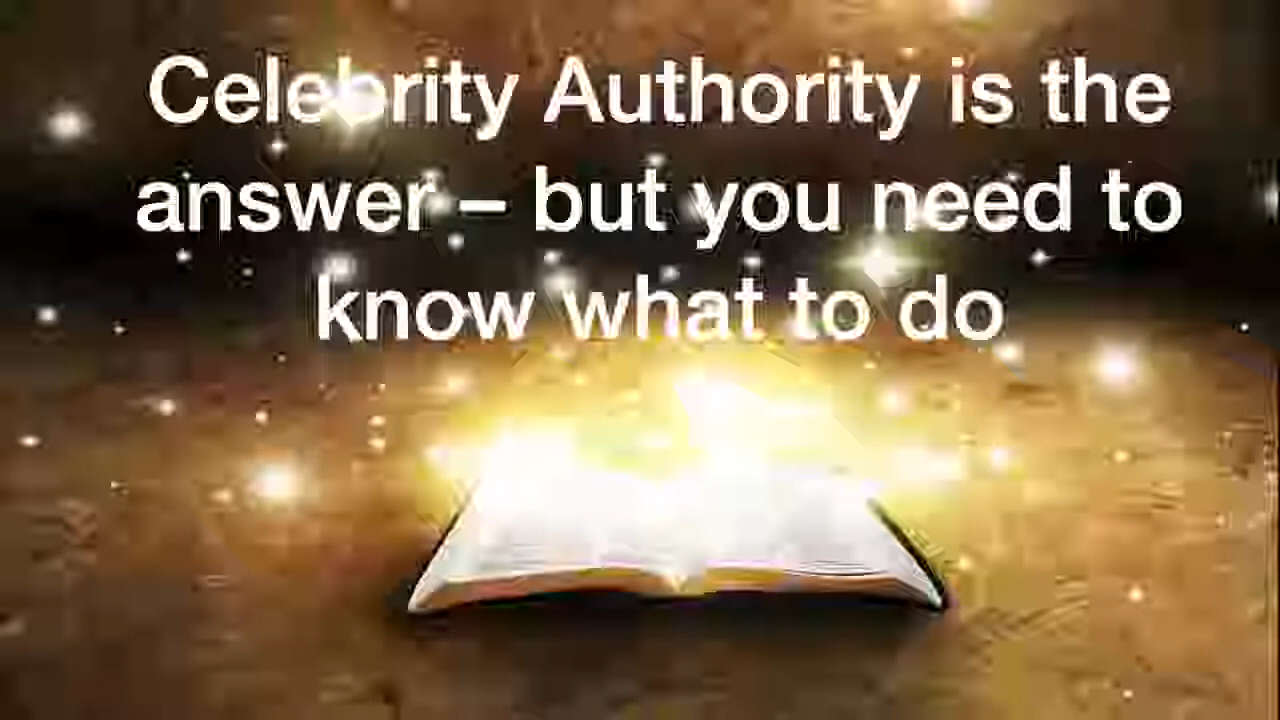 Celebrity Authority is the
answer – but you need to
know what to do